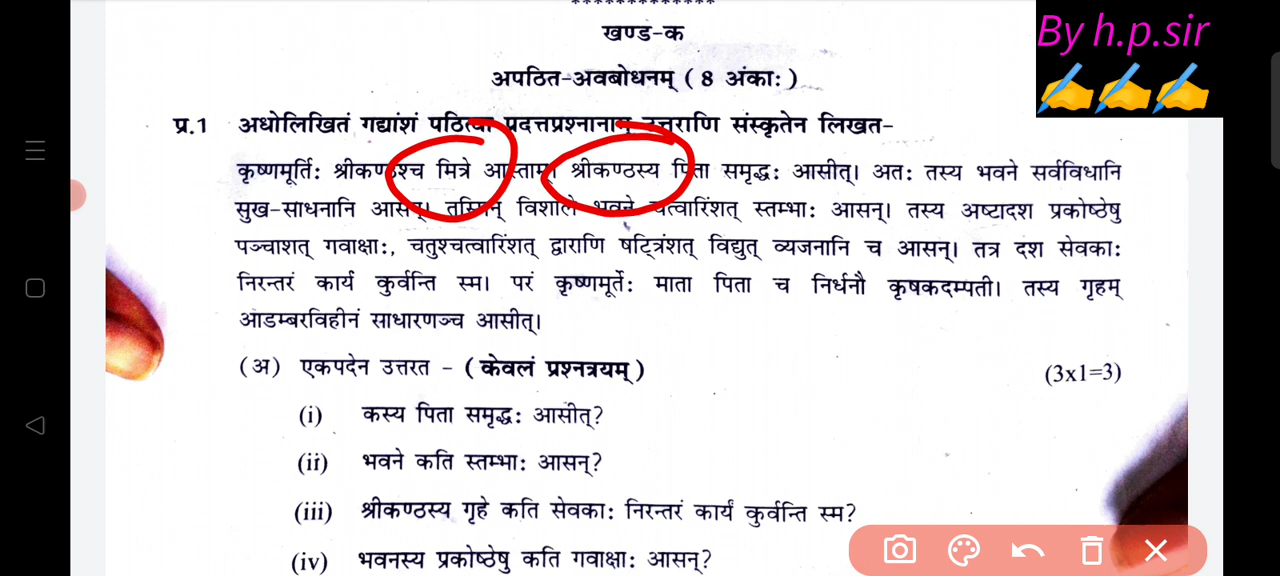 *************
By h.p.sir
खण्ड-क
अपठित-अवबोधनम् ( 8 अंका: )
प्र.1 अधोलिखितं गद्यांशं पठित्वा प्रदत्तप्रश्नानाम् उत्तराणि संस्कृतेन लिखत-
कृष्णमूर्ति: श्रीकण्ठश्च मित्रे आस्ताम्। श्रीकण्ठस्य पिता समृद्ध: आसीत्। अत: तस्य भवने सर्वविधानि
सुख-साधनानि आसन्। तस्मिन् विशाले भवने चत्वारिंशत् स्तम्भा: आसन्। तस्य अष्टादश प्रकोष्ठेषु
पञ्चाशत् गवाक्षा:, चतुश्चत्वारिंशत् द्वाराणि षट्त्रिंशत् विद्युत् व्यजनानि च आसन्। तत्र दश सेवका:
निरन्तरं कार्यं कुर्वन्ति स्म। परं कृष्णमूर्ते: माता पिता च निर्धनौ कृषकदम्पती। तस्य गृहम्
आडम्बरविहीनं साधारणञ्च आसीत्।
(अ) एकपदेन उत्तरत - ( केवलं प्रश्नत्रयम् ) (3x1=3)
(i) कस्य पिता समृद्ध: आसीत्?
(ii) भवने कति स्तम्भा: आसन्?
(iii) श्रीकण्ठस्य गृहे कति सेवका: निरन्तरं कार्यं कुर्वन्ति स्म?
(iv) भवनस्य प्रकोष्ठेषु कति गवाक्षा: आसन्?